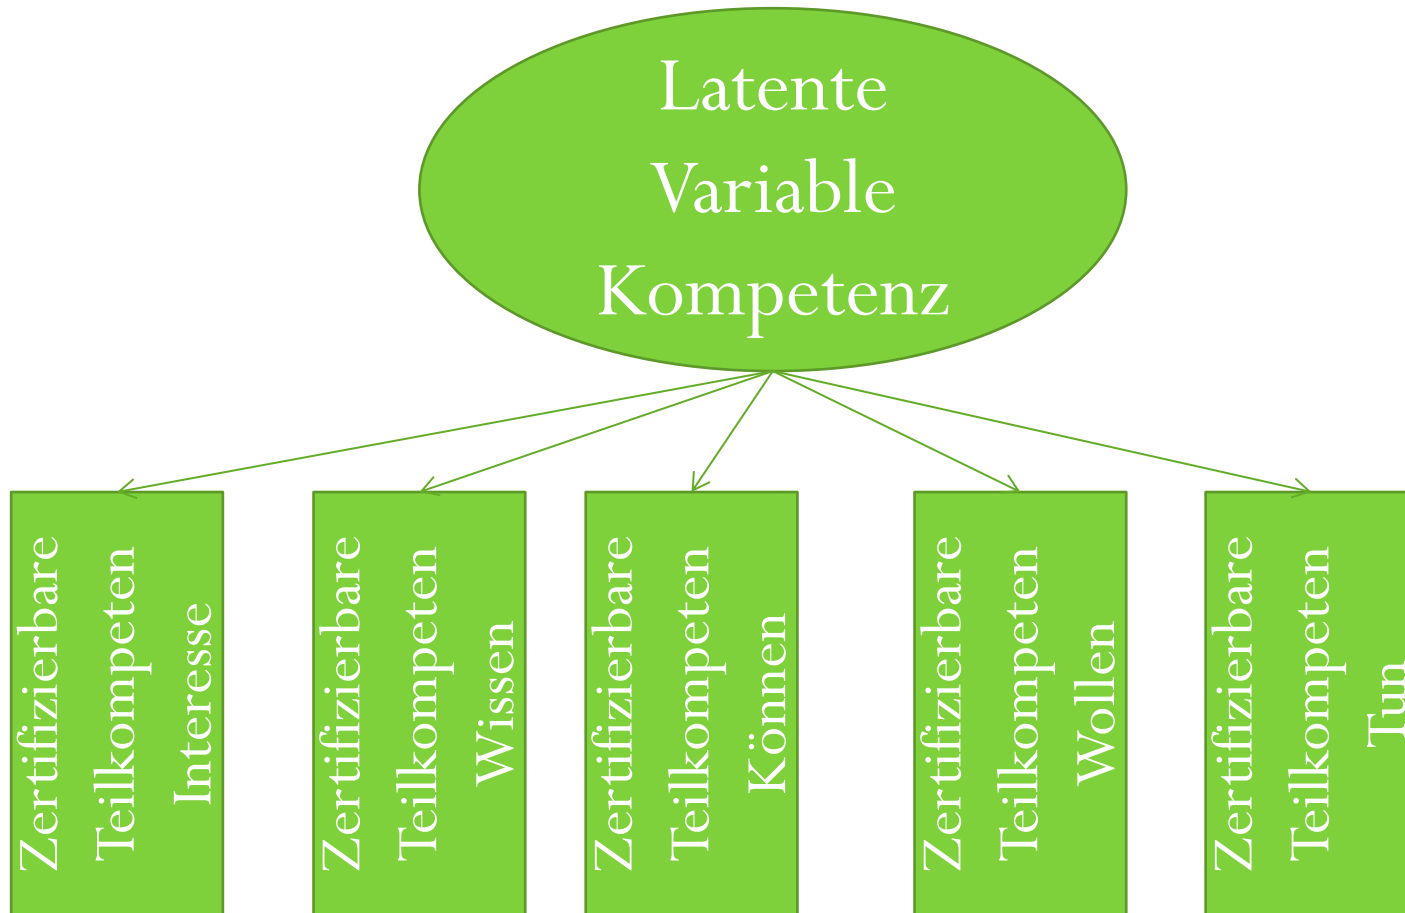 Latente
Variable
Kompetenz
Zertifizierbare
Teilkompeten
Interesse
Zertifizierbare
Teilkompeten
Wissen
Zertifizierbare
Teilkompeten
Können
Zertifizierbare
Teilkompeten
Wollen
Zertifizierbare
Teilkompeten
Tun